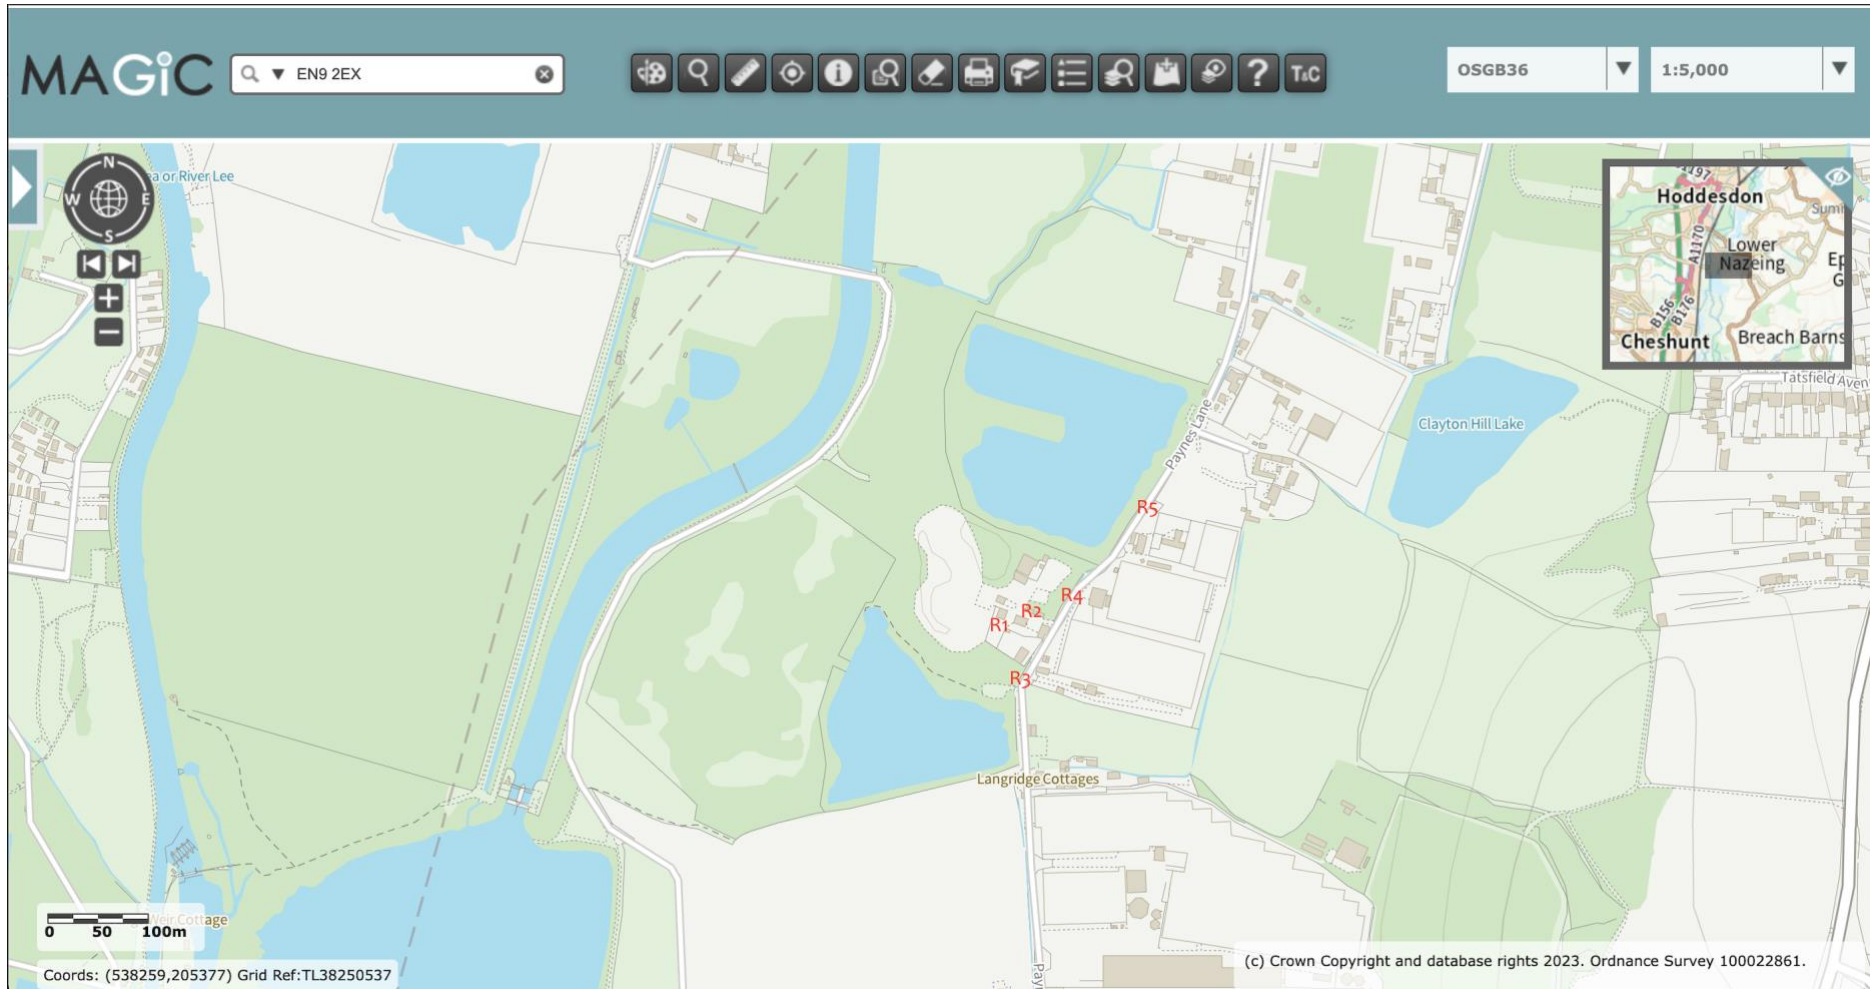 MAGiC
EN9 2EX
T&C
OSGB36
1:5,000
N
W
E
S
ea or River Lee
A1197
Hoddesdon
A1170
Lower
Nazeing
B156
B176
Cheshunt
Breach Barns
Tatsfield Aven
Clayton Hill Lake
Paynes Lane
R5
R4
R2
R1
R3
Langridge Cottages
Weir Cottage
0 50 100m
Coords: (538259,205377) Grid Ref:TL38250537
(c) Crown Copyright and database rights 2023. Ordnance Survey 100022861.